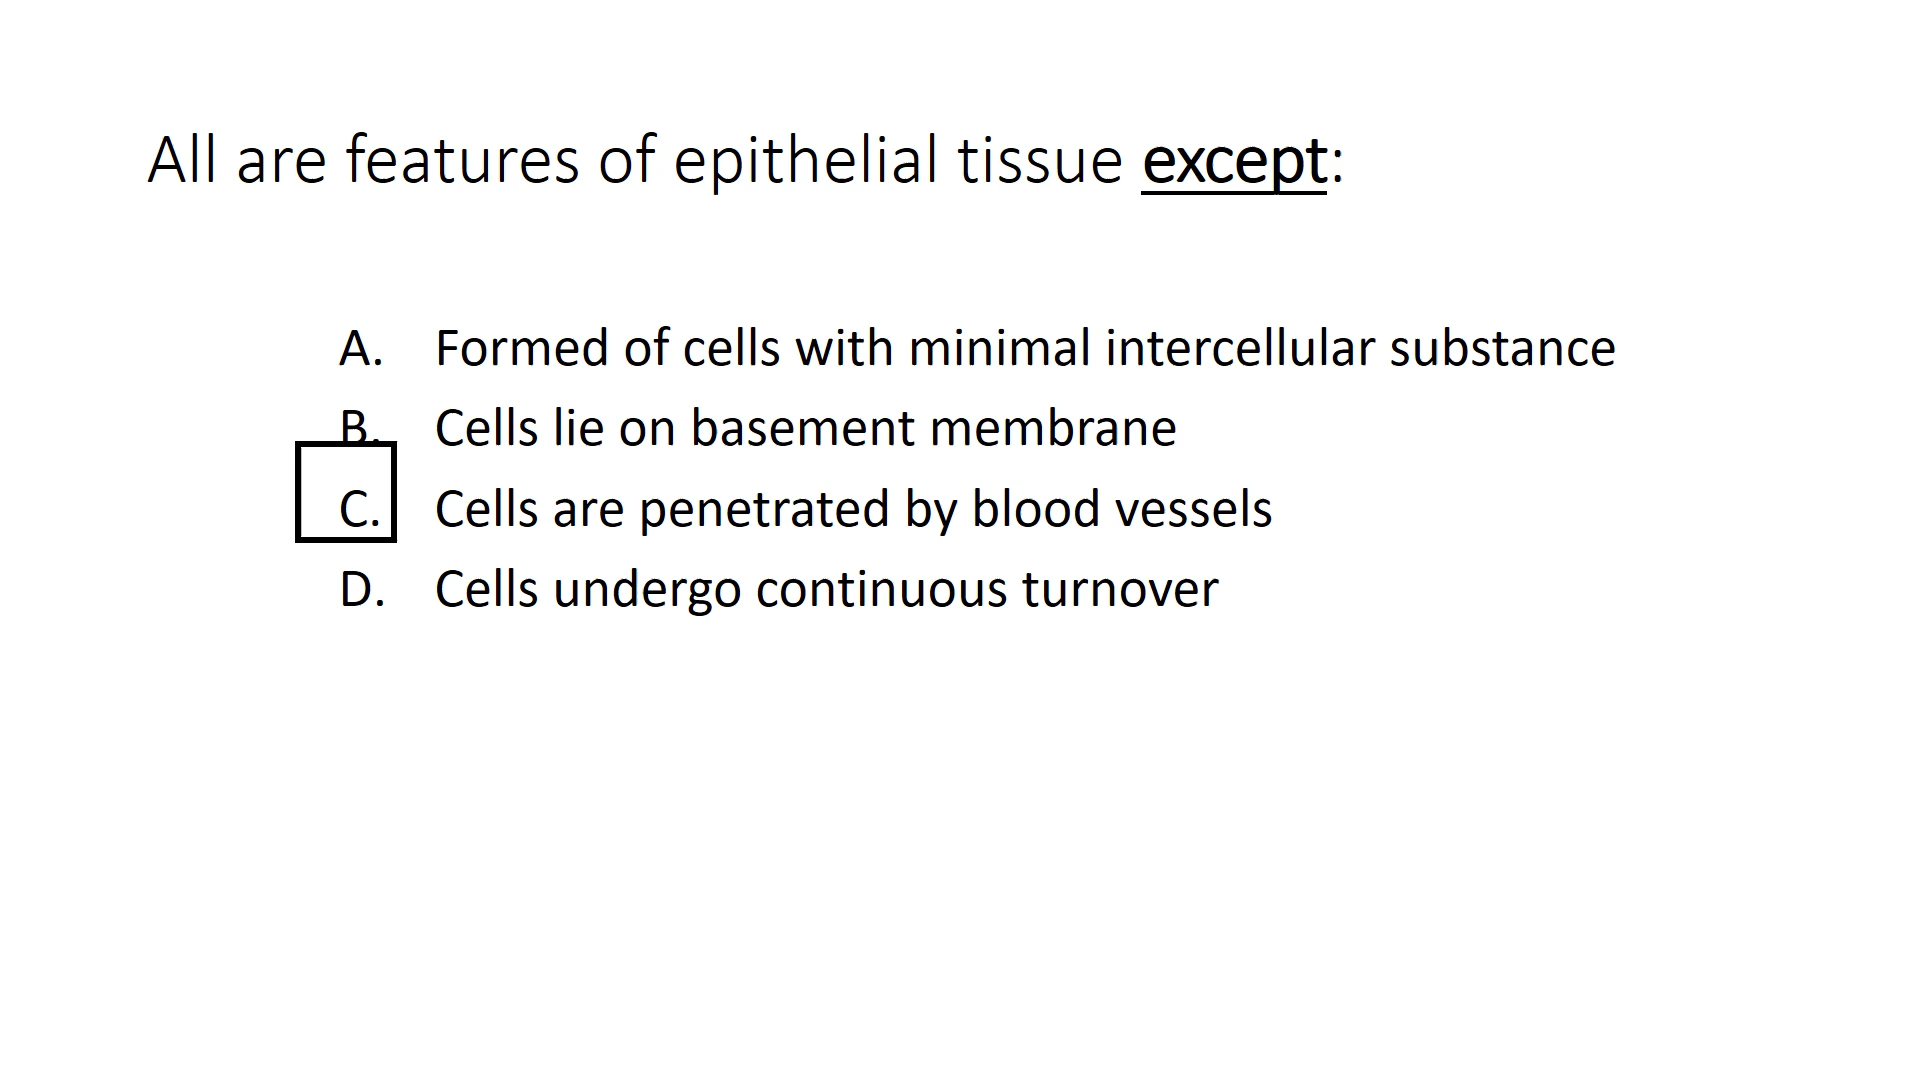 All are features of epithelial tissue except:
A. Formed of cells with minimal intercellular substance
B. Cells lie on basement membrane
C. Cells are penetrated by blood vessels
D. Cells undergo continuous turnover